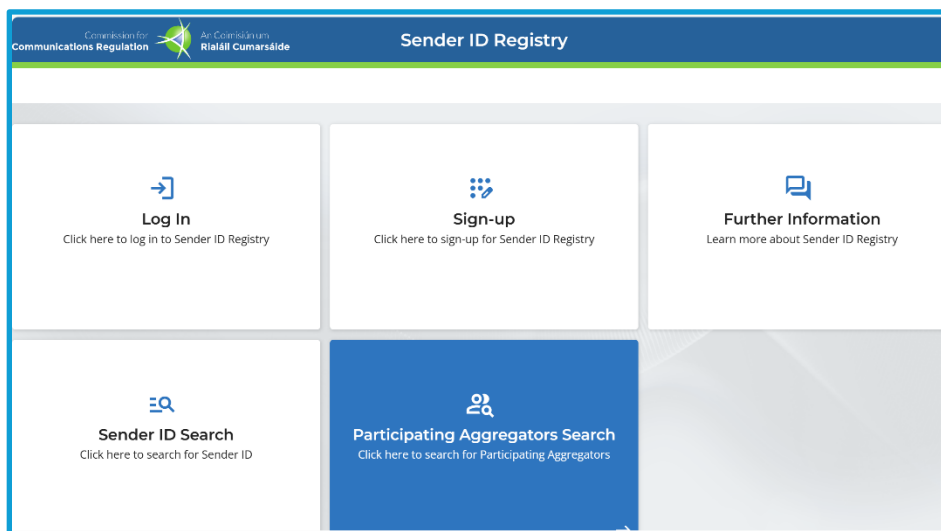 Commission for
Communications Regulation
An Coimisiún um
Rialáil Cumarsáide
Sender ID Registry
Log In
Click here to log in to Sender ID Registry
Sign-up
Click here to sign-up for Sender ID Registry
Further Information
Learn more about Sender ID Registry
Sender ID Search
Click here to search for Sender ID
Participating Aggregators Search
Click here to search for Participating Aggregators